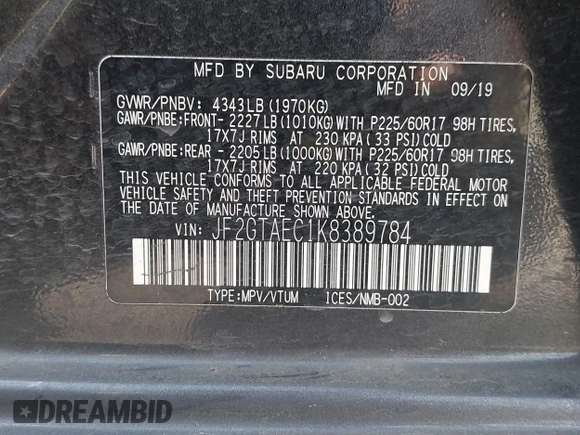 MFD BY SUBARU CORPORATION
MFD IN 09/19
GVWR/PNBV: 4343LB(1970KG)
GAWR/PNBE:FRONT- 2227LB(1010KG)WITH P225/60R17 98H TIRES,
17X7J RIMS AT 230 KPA( 33 PSI)COLD
GAWR/PNBE:REAR - 2205LB(1000KG)WITH P225/60R17 98H TIRES,
17X7J RIMS AT 220 KPA( 32 PSI)COLD
THIS VEHICLE CONFORMS TO ALL APPLICABLE FEDERAL MOTOR
VEHICLE SAFETY AND THEFT PREVENTION STANDARDS IN EFFECT ON
THE DATE OF MANUFACTURE SHOWN ABOVE.
VIN: JF2GTAEC1K8389784
TYPE:MPV/VTUM ICES/NMB-002
DREAMBID